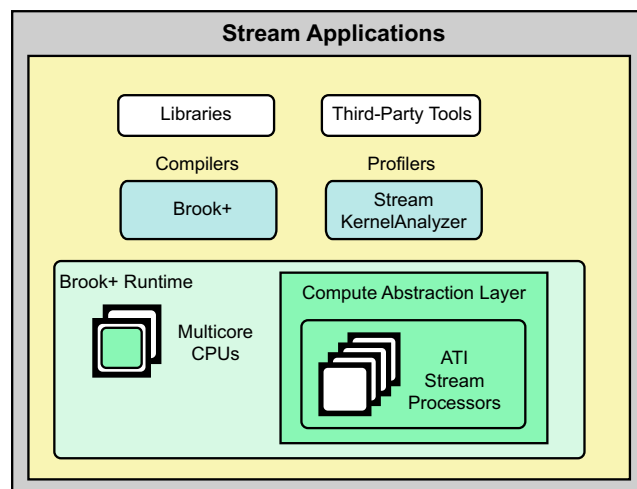 Stream Applications
Libraries
Third-Party Tools
Compilers
Profilers
Brook+
Stream
KernelAnalyzer
Brook+ Runtime
Multicore
CPUs
Compute Abstraction Layer
ATI
Stream
Processors